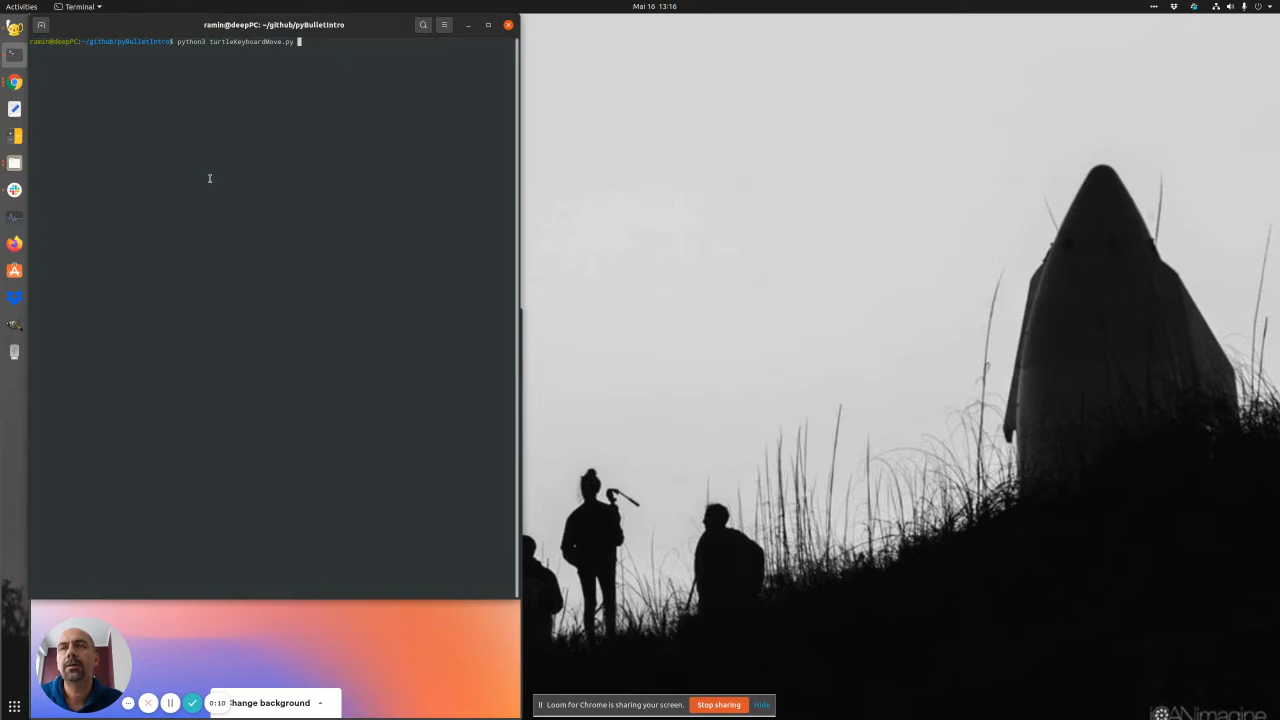 Activities
Terminal
Mai 16 13:16
ramin@deepPC: ~/github/pyBulletIntro
ramin@deepPC:~/github/pyBulletIntro$ python3 turtleKeyboardMove.py
0:10
Change background
Loom for Chrome is sharing your screen.
Stop sharing
Hide